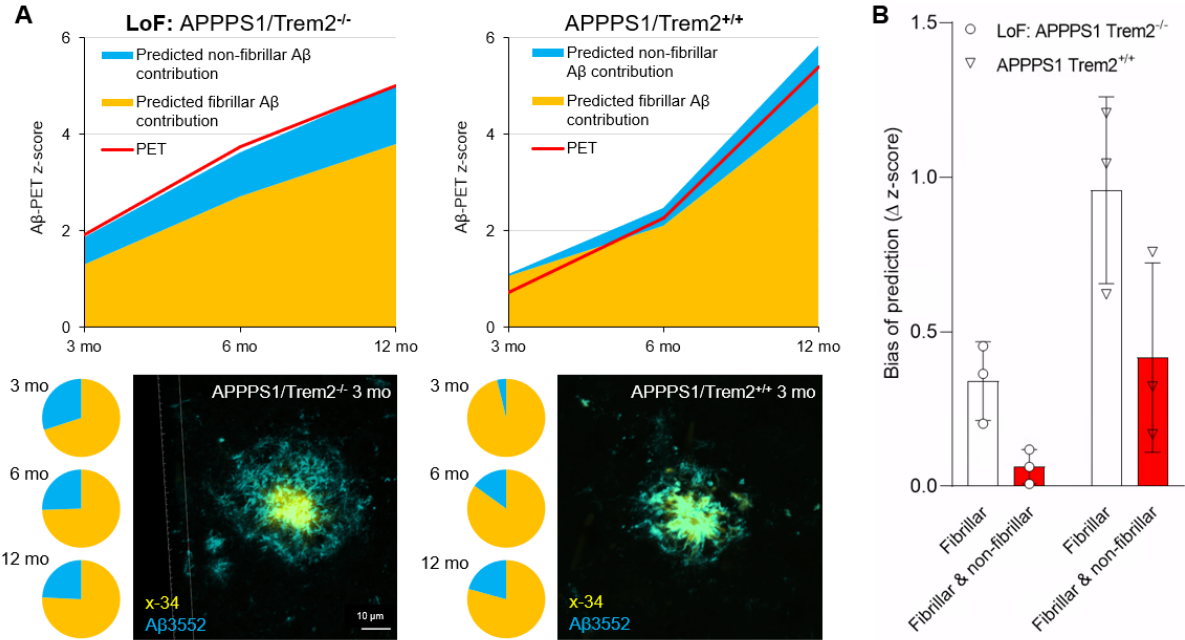 A
LoF: APPPS1/Trem2-/-
6
4
2
0
Aβ-PET z-score
Predicted non-fibrillar Aβ
contribution
Predicted fibrillar Aβ
contribution
PET
3 mo
6 mo
12 mo
APPPS1/Trem2+/+
6
4
2
0
Aβ-PET z-score
Predicted non-fibrillar
Aβ contribution
Predicted fibrillar Aβ
contribution
PET
3 mo
6 mo
12 mo
3 mo
6 mo
12 mo
APPPS1/Trem2-/- 3 mo
x-34
Aβ3552
10 µm
3 mo
6 mo
12 mo
APPPS1/Trem2+/+ 3 mo
x-34
Aβ3552
B
1.5
1.0
0.5
0.0
Bias of prediction (Δ z-score)
LoF: APPPS1 Trem2-/-
APPPS1 Trem2+/+
Fibrillar
Fibrillar & non-fibrillar
Fibrillar
Fibrillar & non-fibrillar